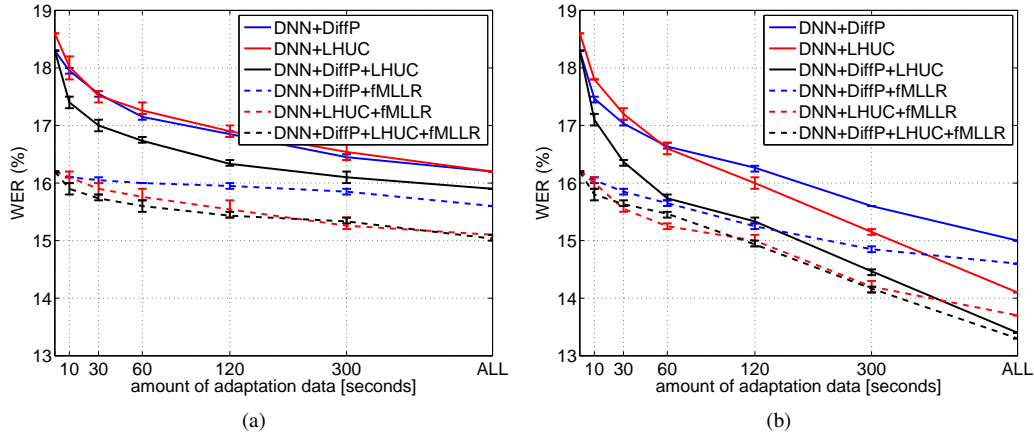 19
18
17
16
15
14
13
WER (%)
DNN+DiffP
DNN+LHUC
DNN+DiffP+LHUC
DNN+DiffP+fMLLR
DNN+LHUC+fMLLR
DNN+DiffP+LHUC+fMLLR
10 30 60 120 300 ALL
amount of adaptation data [seconds]
(a)
19
18
17
16
15
14
13
WER (%)
DNN+DiffP
DNN+LHUC
DNN+DiffP+LHUC
DNN+DiffP+fMLLR
DNN+LHUC+fMLLR
DNN+DiffP+LHUC+fMLLR
10 30 60 120 300 ALL
amount of adaptation data [seconds]
(b)